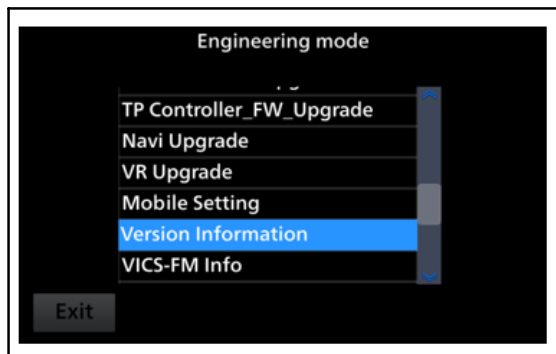 Engineering mode
TP Controller_FW_Upgrade
Navi Upgrade
VR Upgrade
Mobile Setting
Version Information
VICS-FM Info
Exit